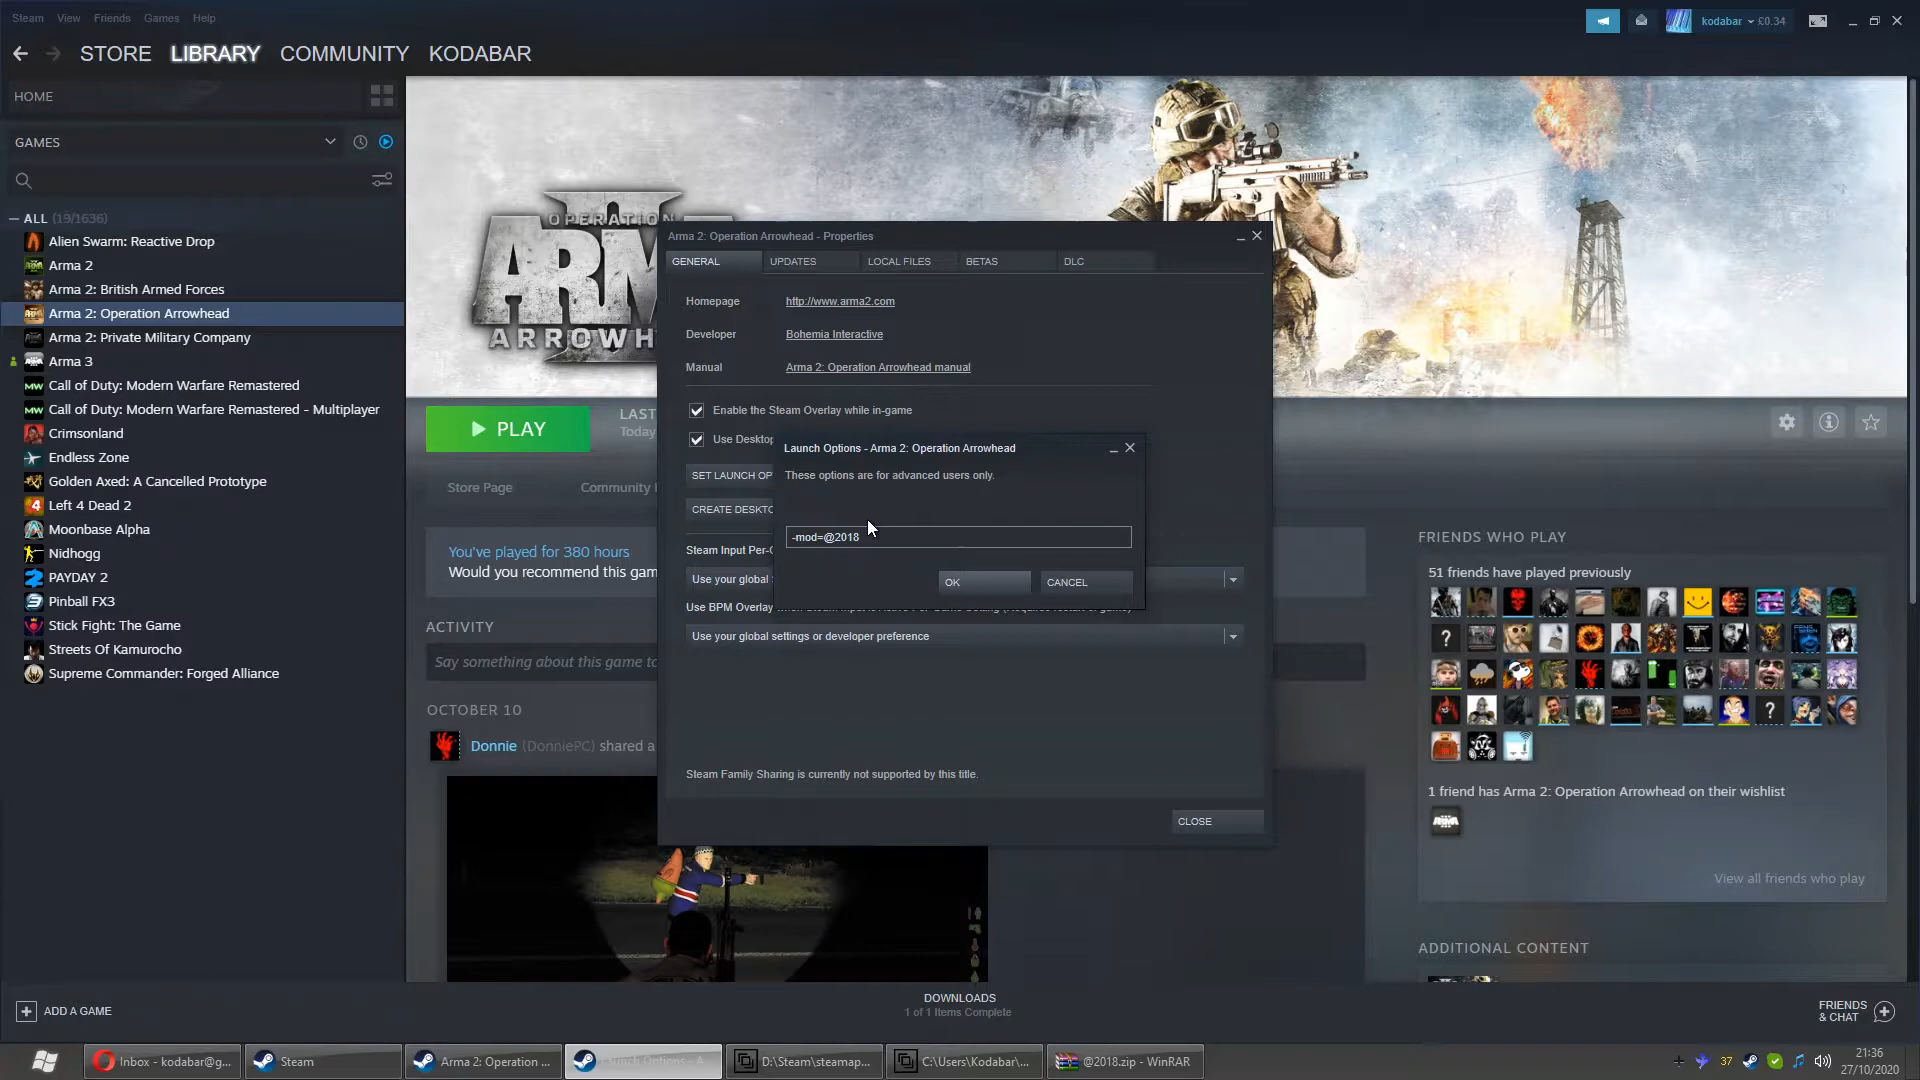 Steam View Friends Games Help
kodabar £0.34
STORE LIBRARY COMMUNITY KODABAR
HOME
GAMES
ALL (19/1636)
Alien Swarm: Reactive Drop
Arma 2
Arma 2: British Armed Forces
Arma 2: Operation Arrowhead
Arma 2: Private Military Company
Arma 3
Call of Duty: Modern Warfare Remastered
Call of Duty: Modern Warfare Remastered - Multiplayer
Crimsonland
Endless Zone
Golden Axed: A Cancelled Prototype
Left 4 Dead 2
Moonbase Alpha
Nidhogg
PAYDAY 2
Pinball FX3
Stick Fight: The Game
Streets Of Kamurocho
Supreme Commander: Forged Alliance
OPERATION
PLAY
LAST
Today
Store Page
Community
You've played for 380 hours
Would you recommend this gam
ACTIVITY
Say something about this game to
OCTOBER 10
Donnie (DonniePC) shared a
Arma 2: Operation Arrowhead - Properties
GENERAL UPDATES LOCAL FILES BETAS DLC
Homepage http://www.arma2.com
Developer Bohemia Interactive
Manual Arma 2: Operation Arrowhead manual
Enable the Steam Overlay while in-game
Use Desktop
SET LAUNCH OP
CREATE DESKTO
Steam Input Per-G
Use your global
Use BPM Overlay
Use your global settings or developer preference
Steam Family Sharing is currently not supported by this title.
CLOSE
Launch Options - Arma 2: Operation Arrowhead
These options are for advanced users only.
-mod=@2018
OK CANCEL
FRIENDS WHO PLAY
51 friends have played previously
1 friend has Arma 2: Operation Arrowhead on their wishlist
View all friends who play
ADDITIONAL CONTENT
ADD A GAME
DOWNLOADS
1 of 1 Items Complete
FRIENDS
& CHAT
Inbox - kodabar@g...
Steam
Arma 2: Operation ...
Launch Options - A
D:\Steam\steamap...
C:\Users\Kodabar\...
@2018.zip - WinRAR
37
21:36
27/10/2020